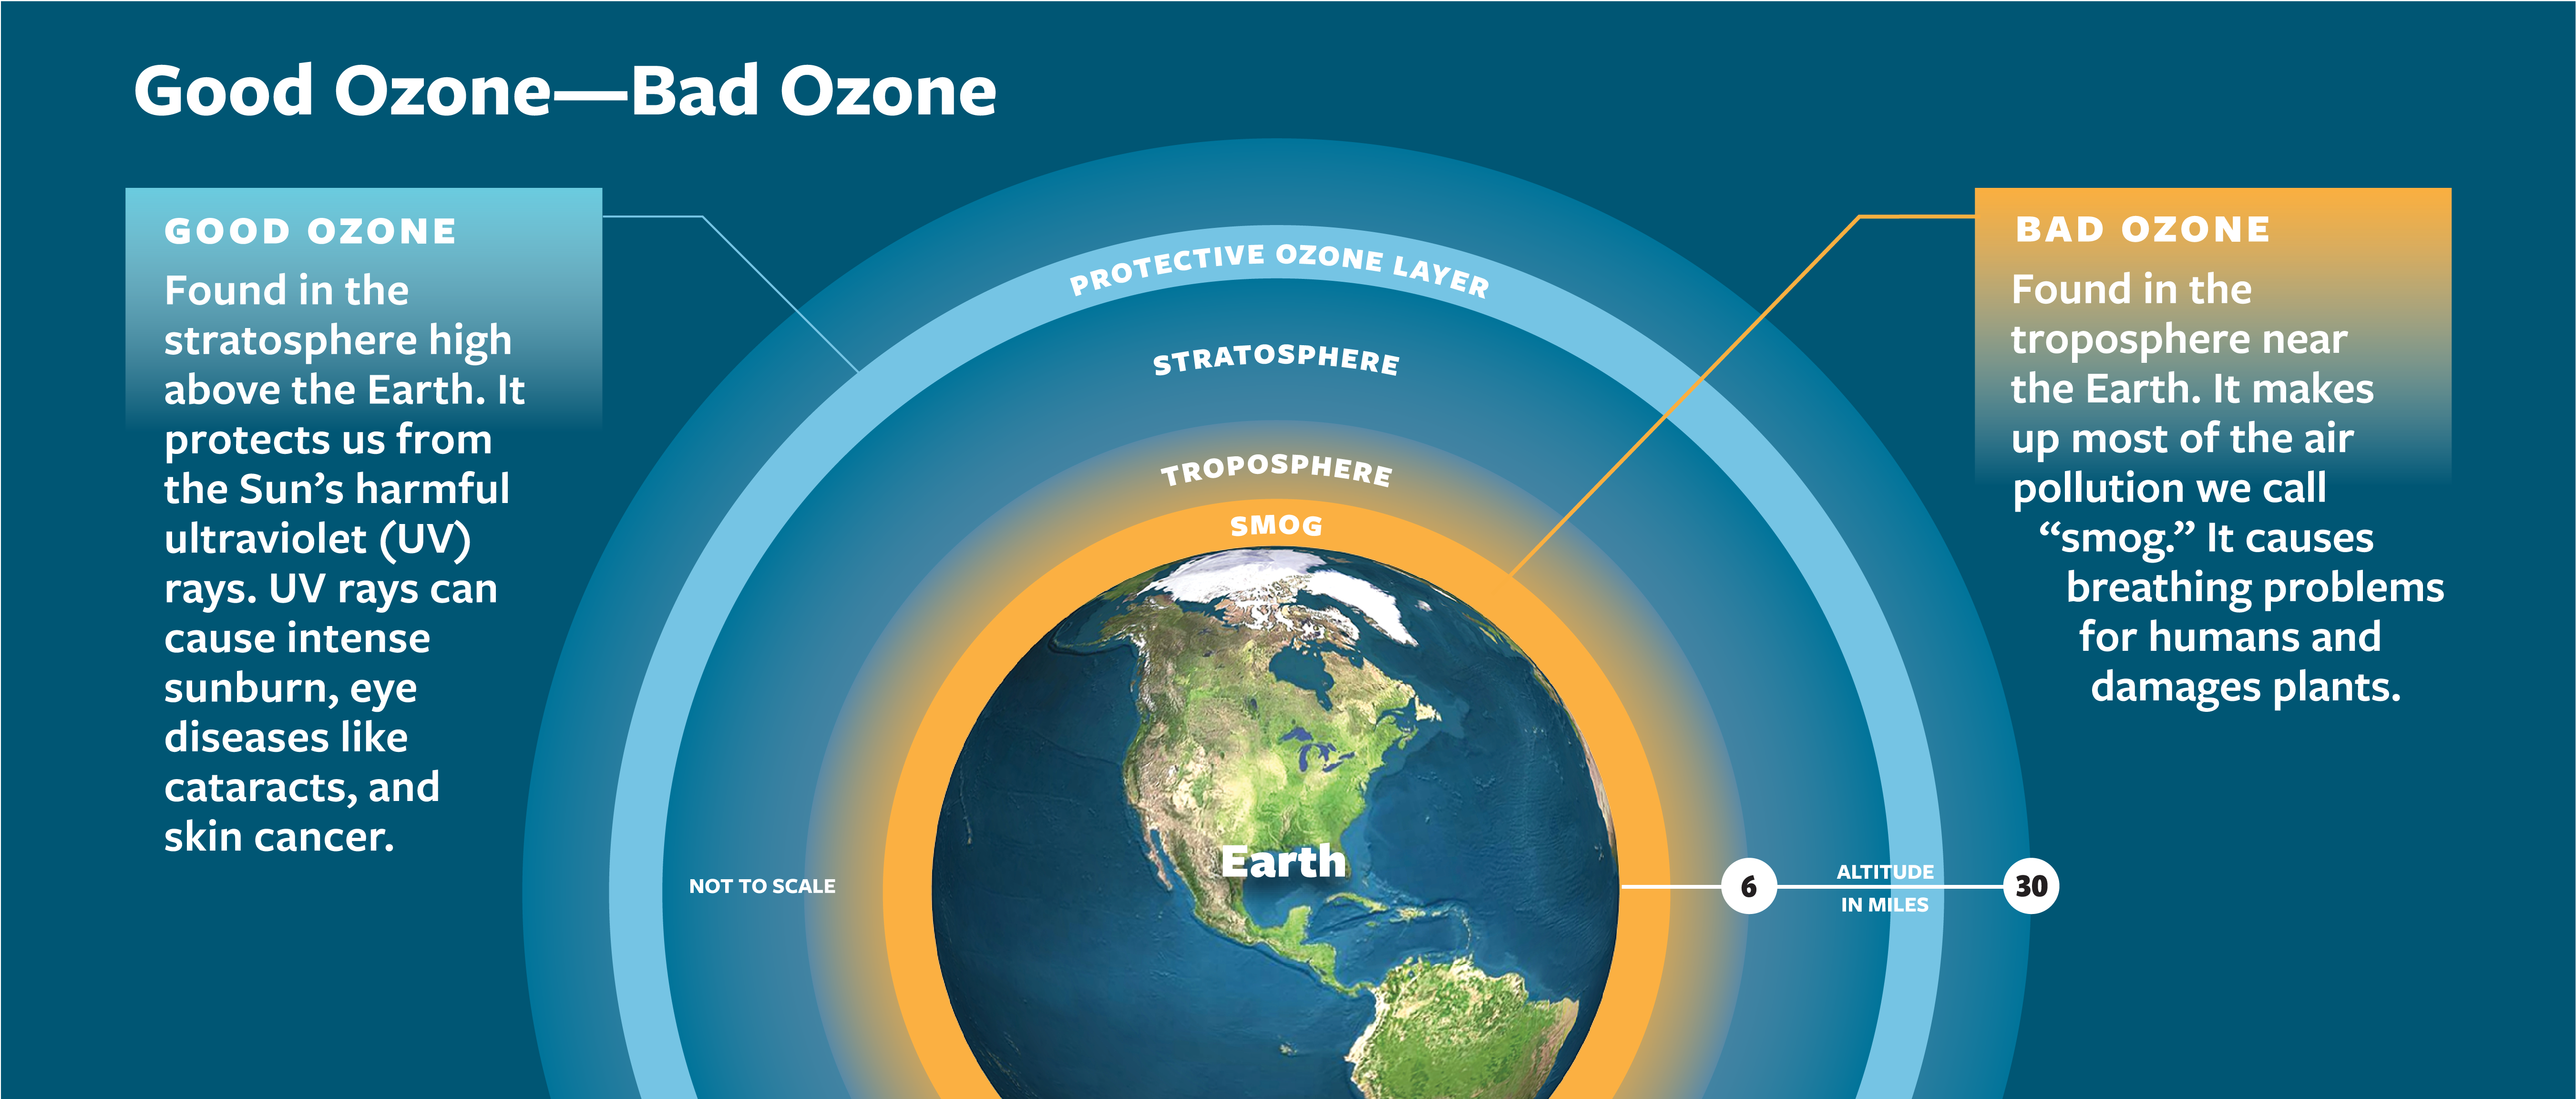 Good Ozone—Bad Ozone
GOOD OZONE
Found in the
stratosphere high
above the Earth. It
protects us from
the Sun’s harmful
ultraviolet (UV)
rays. UV rays can
cause intense
sunburn, eye
diseases like
cataracts, and
skin cancer.
PROTECTIVE OZONE LAYER
STRATOSPHERE
TROPOSPHERE
SMOG
Earth
NOT TO SCALE
6
ALTITUDE
IN MILES
30
BAD OZONE
Found in the
troposphere near
the Earth. It makes
up most of the air
pollution we call
“smog.” It causes
breathing problems
for humans and
damages plants.